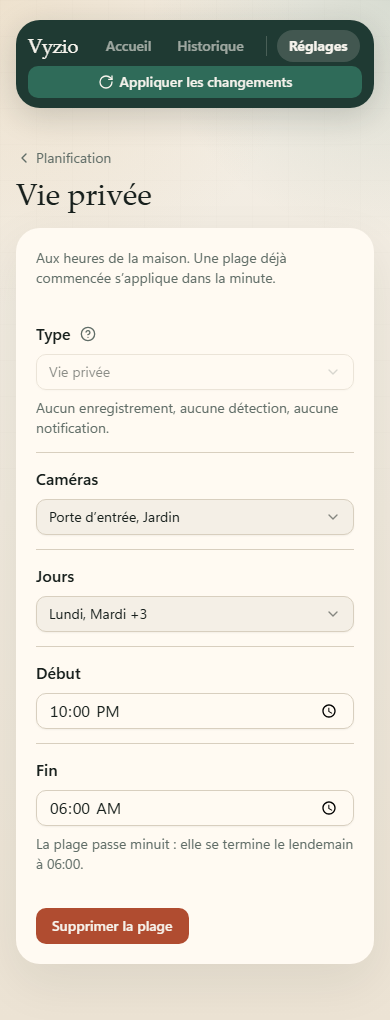 Vyzio
Accueil
Historique
Réglages
Appliquer les changements
Planification
Vie privée
Aux heures de la maison. Une plage déjà
commencée s’applique dans la minute.
Type
Vie privée
Aucun enregistrement, aucune détection, aucune
notification.
Caméras
Porte d’entrée, Jardin
Jours
Lundi, Mardi +3
Début
10:00 PM
Fin
06:00 AM
La plage passe minuit : elle se termine le lendemain
à 06:00.
Supprimer la plage